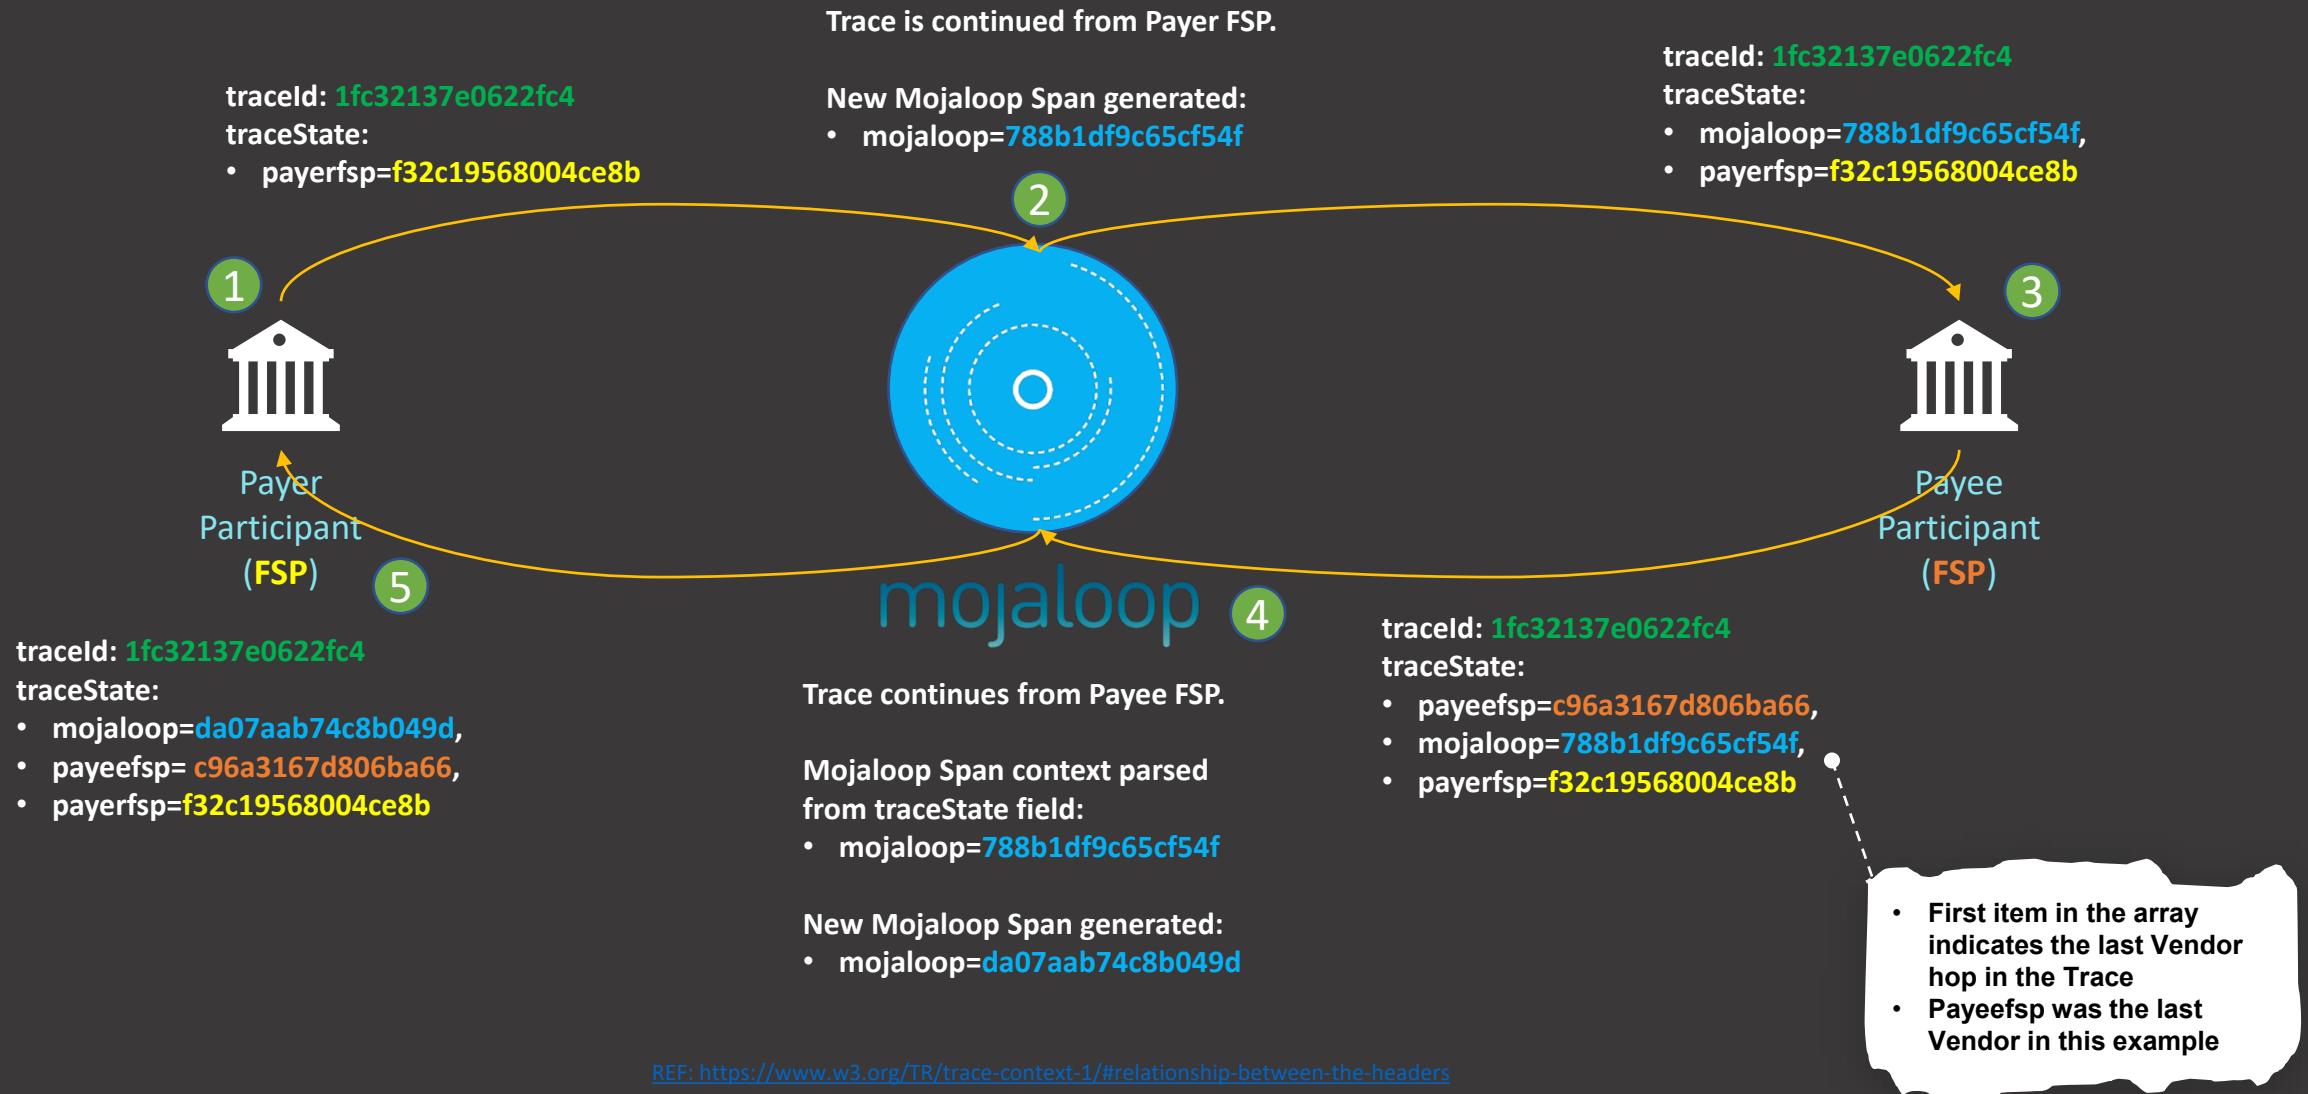 Trace is continued from Payer FSP.
New Mojaloop Span generated:
• mojaloop=788b1df9c65cf54f
traceId: 1fc32137e0622fc4
traceState:
• payerfsp=f32c19568004ce8b
traceId: 1fc32137e0622fc4
traceState:
• mojaloop=788b1df9c65cf54f,
• payerfsp=f32c19568004ce8b
1
2
3
Payer
Participant
(FSP)
Payee
Participant
(FSP)
5
mojaloop
4
traceId: 1fc32137e0622fc4
traceState:
• mojaloop=da07aab74c8b049d,
• payeefsp= c96a3167d806ba66,
• payerfsp=f32c19568004ce8b
Trace continues from Payee FSP.
Mojaloop Span context parsed
from traceState field:
• mojaloop=788b1df9c65cf54f
New Mojaloop Span generated:
• mojaloop=da07aab74c8b049d
traceId: 1fc32137e0622fc4
traceState:
• payeefsp=c96a3167d806ba66,
• mojaloop=788b1df9c65cf54f,
• payerfsp=f32c19568004ce8b
• First item in the array
indicates the last Vendor
hop in the Trace
• Payeefsp was the last
Vendor in this example
REF: https://www.w3.org/TR/trace-context-1/#relationship-between-the-headers